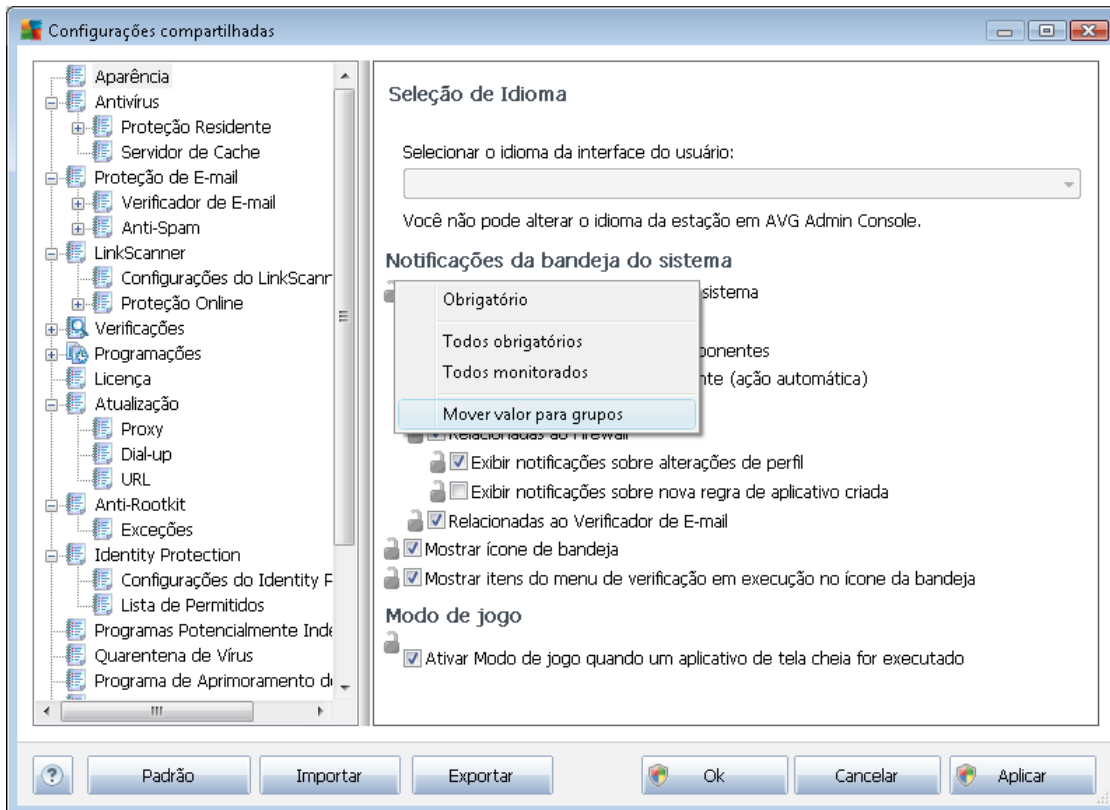 Configurações compartilhadas
Aparência
Antivírus
Proteção Residente
Servidor de Cache
Proteção de E-mail
Verificador de E-mail
Anti-Spam
LinkScanner
Configurações do LinkScanr
Proteção Online
Verificações
Programações
Licença
Atualização
Proxy
Dial-up
URL
Anti-Rootkit
Exceções
Identity Protection
Configurações do Identity P
Lista de Permitidos
Programas Potencialmente Inde
Quarentena de Vírus
Programa de Aprimoramento d
Seleção de Idioma
Selecionar o idioma da interface do usuário:
Você não pode alterar o idioma da estação em AVG Admin Console.
Notificações da bandeja do sistema
sistema
ponentes
nte (ação automática)
Obrigatório
Todos obrigatórios
Todos monitorados
Mover valor para grupos
Relacionadas ao Firewall
Exibir notificações sobre alterações de perfil
Exibir notificações sobre nova regra de aplicativo criada
Relacionadas ao Verificador de E-mail
Mostrar ícone de bandeja
Mostrar itens do menu de verificação em execução no ícone da bandeja
Modo de jogo
Ativar Modo de jogo quando um aplicativo de tela cheia for executado
? Padrão Importar Exportar Ok Cancelar Aplicar